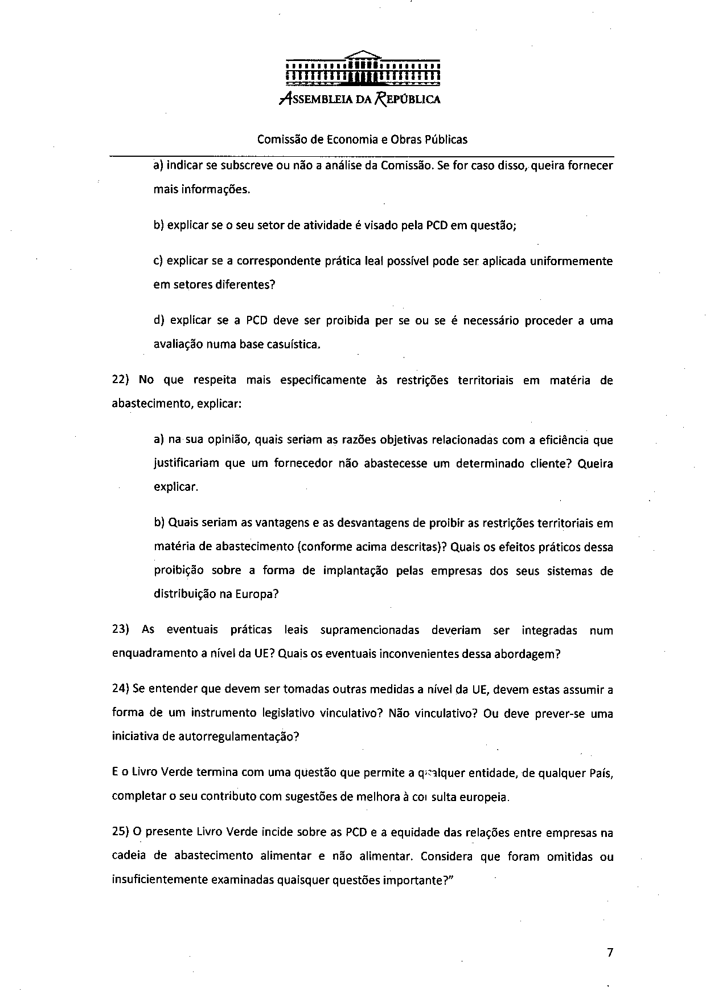 ASSEMBLEIA DA REPÚBLICA
Comissão de Economia e Obras Públicas
a) indicar se subscreve ou não a análise da Comissão. Se for caso disso, queira fornecer
mais informações.
b) explicar se o seu setor de atividade é visado pela PCD em questão;
c) explicar se a correspondente prática leal possível pode ser aplicada uniformemente
em setores diferentes?
d) explicar se a PCD deve ser proibida per se ou se é necessário proceder a uma
avaliação numa base casuística.
22) No que respeita mais especificamente às restrições territoriais em matéria de
abastecimento, explicar:
a) na sua opinião, quais seriam as razões objetivas relacionadas com a eficiência que
justificariam que um fornecedor não abastecesse um determinado cliente? Queira
explicar.
b) Quais seriam as vantagens e as desvantagens de proibir as restrições territoriais em
matéria de abastecimento (conforme acima descritas)? Quais os efeitos práticos dessa
proibição sobre a forma de implantação pelas empresas dos seus sistemas de
distribuição na Europa?
23) As eventuais práticas leais supramencionadas deveriam ser integradas num
enquadramento a nível da UE? Quais os eventuais inconvenientes dessa abordagem?
24) Se entender que devem ser tomadas outras medidas a nível da UE, devem estas assumir a
forma de um instrumento legislativo vinculativo? Não vinculativo? Ou deve prever-se uma
iniciativa de autorregulamentação?
E o Livro Verde termina com uma questão que permite a qualquer entidade, de qualquer País,
completar o seu contributo com sugestões de melhora à consulta europeia.
25) O presente Livro Verde incide sobre as PCD e a equidade das relações entre empresas na
cadeia de abastecimento alimentar e não alimentar. Considera que foram omitidas ou
insuficientemente examinadas quaisquer questões importante?"
7